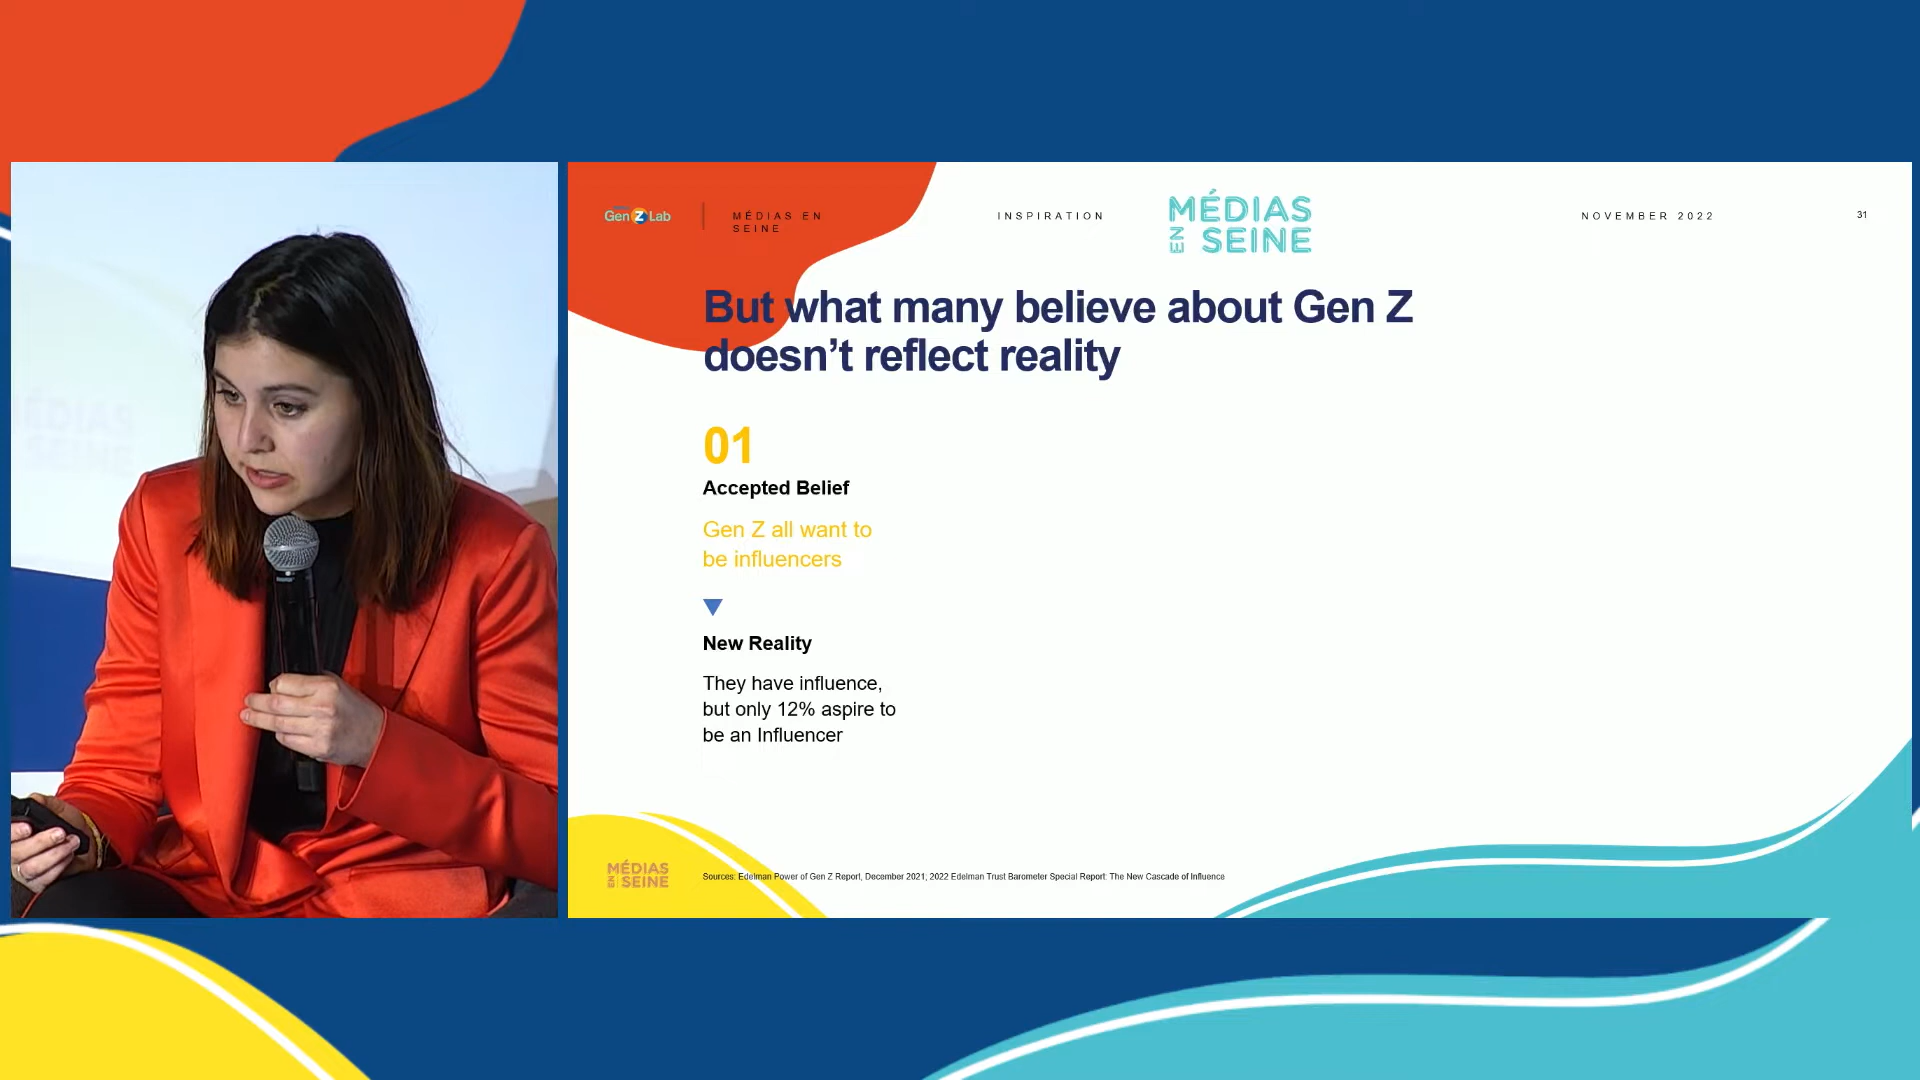 Gen Z Lab
MÉDIAS EN
SEINE
INSPIRATION
MÉDIAS
EN SEINE
NOVEMBER 2022
31
But what many believe about Gen Z
doesn’t reflect reality
01
Accepted Belief
Gen Z all want to
be influencers
New Reality
They have influence,
but only 12% aspire to
be an Influencer
MÉDIAS
EN SEINE
Sources: Edelman Power of Gen Z Report, December 2021; 2022 Edelman Trust Barometer Special Report: The New Cascade of Influence
MÉDIAS
SEINE